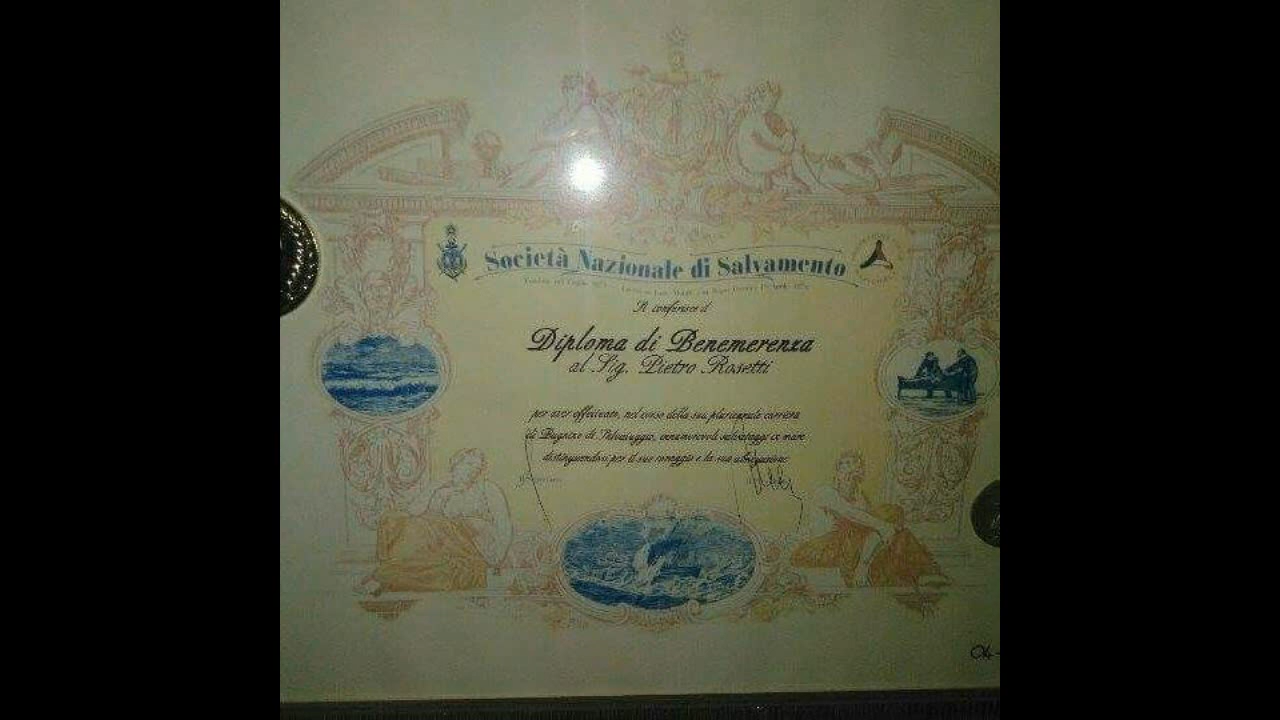 Società Nazionale di Salvamento
Si conferisce il
Diploma di Benemerenza
al Sig. Pietro Rosetti
per aver effettuato, nel corso della sua pluriennale carriera
di Bagnino di Salvataggio, innumerevoli salvataggi in mare
distinguendosi per il suo coraggio e la sua abnegazione